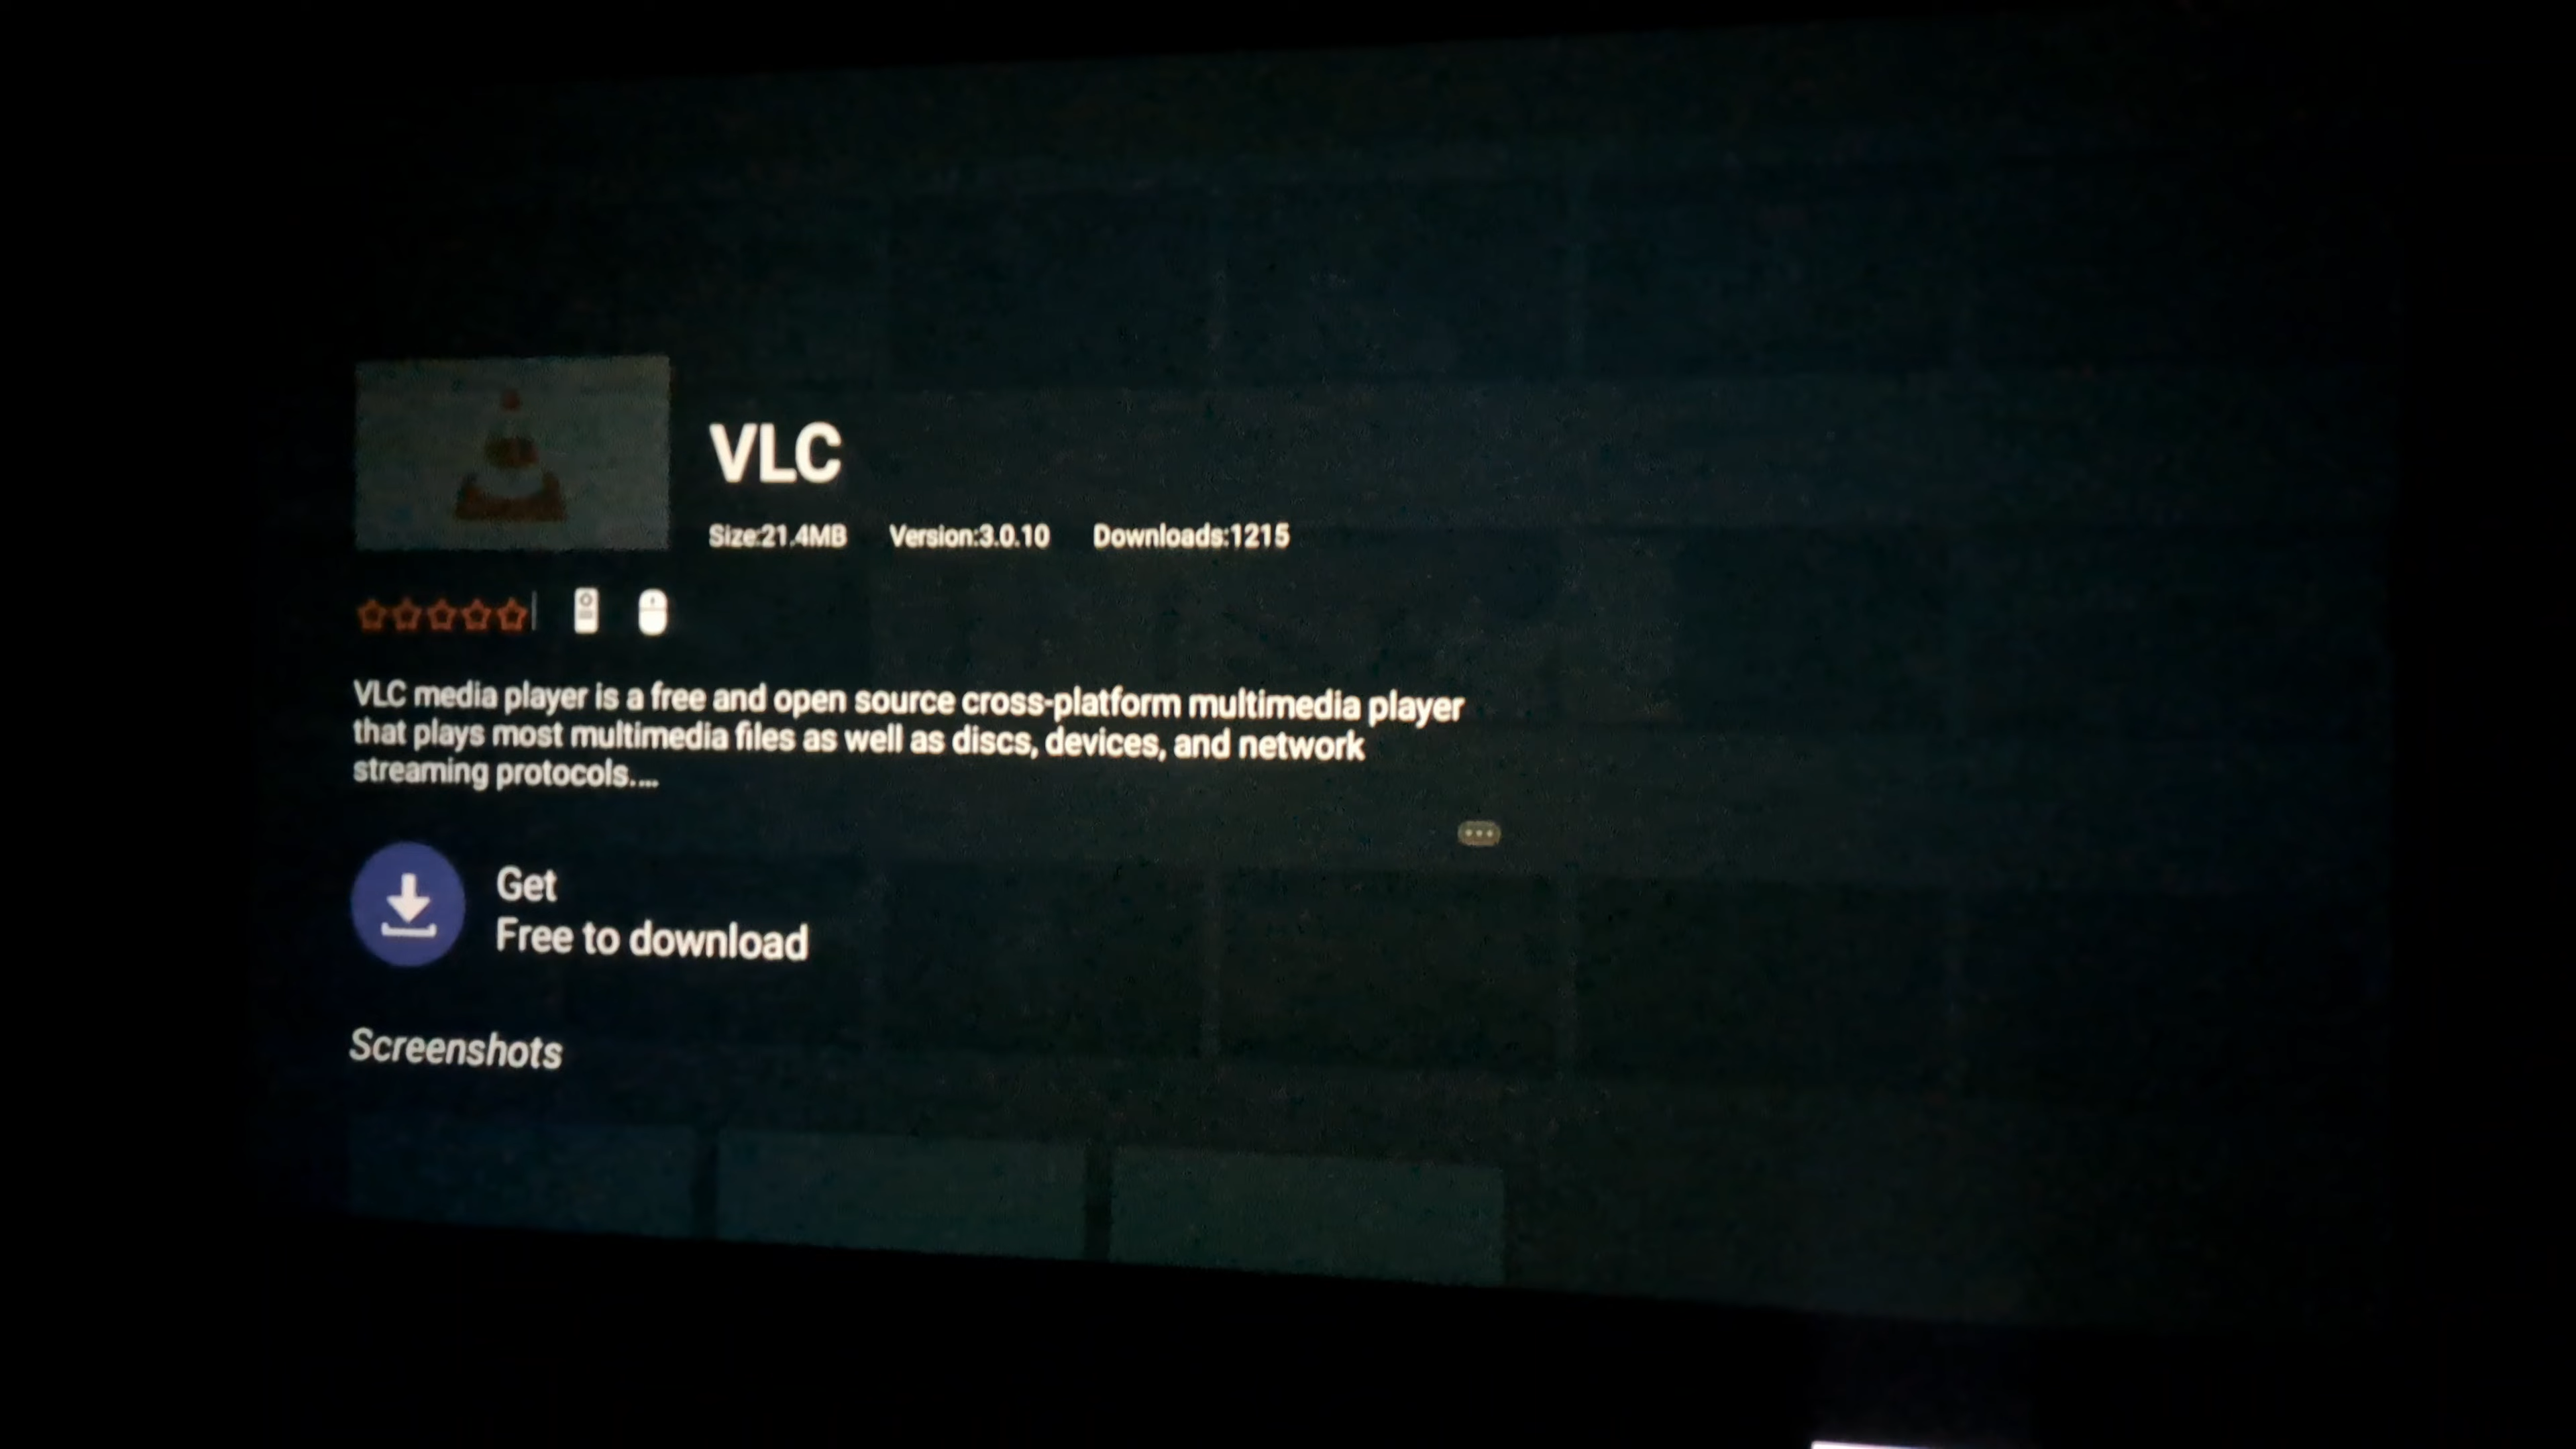 VLC
Size:21.4MB Version:3.0.10 Downloads:1215
VLC media player is a free and open source cross-platform multimedia player
that plays most multimedia files as well as discs, devices, and network
streaming protocols....
Get
Free to download
Screenshots